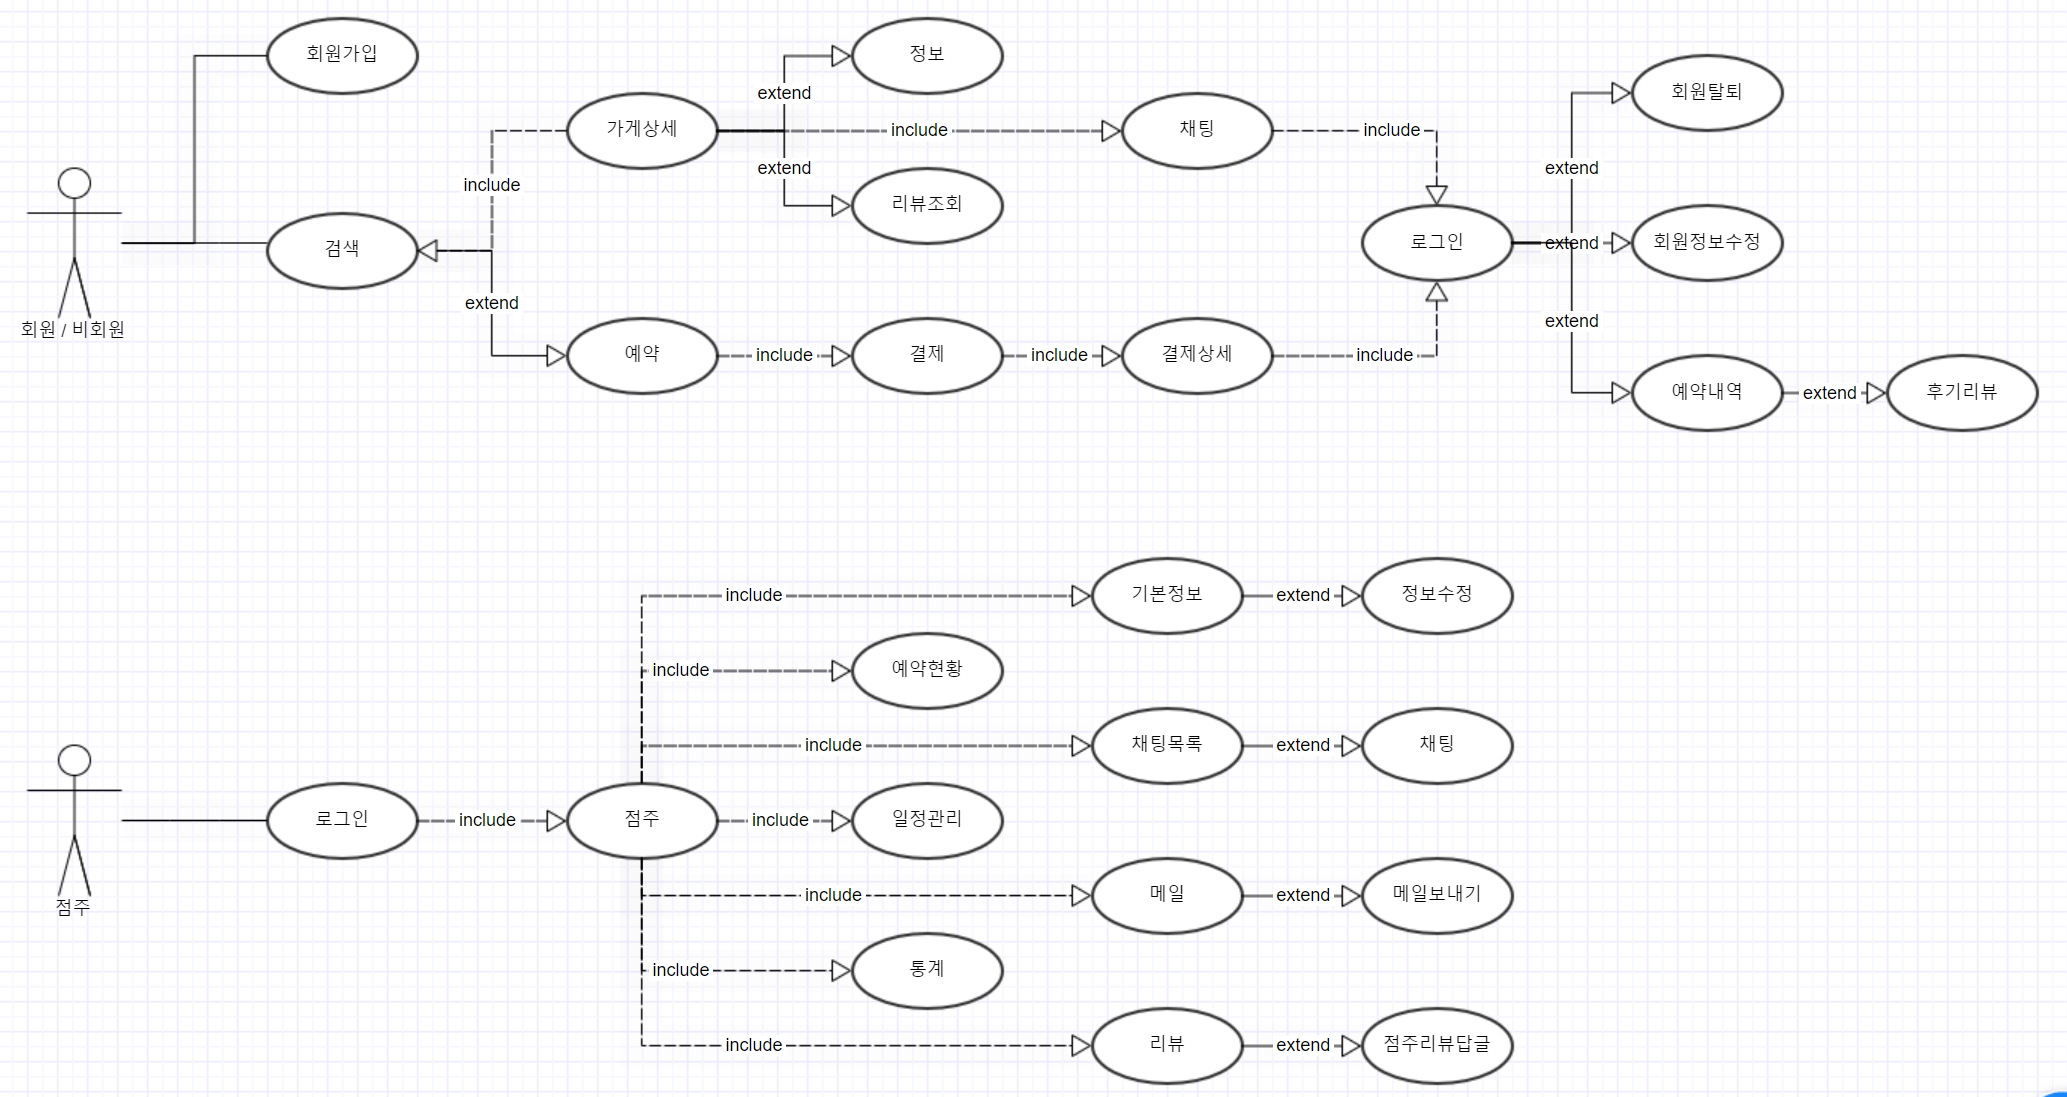 회원가입
정보
회원탈퇴
extend
가게상세
include
채팅
include
extend
extend
include
리뷰조회
검색
로그인
extend
회원정보수정
extend
회원 / 비회원
extend
예약
include
결제
include
결제상세
include
예약내역
extend
후기리뷰
include
기본정보
extend
정보수정
include
예약현황
include
채팅목록
extend
채팅
로그인
include
점주
include
일정관리
점주
include
메일
extend
메일보내기
include
통계
include
리뷰
extend
점주리뷰답글